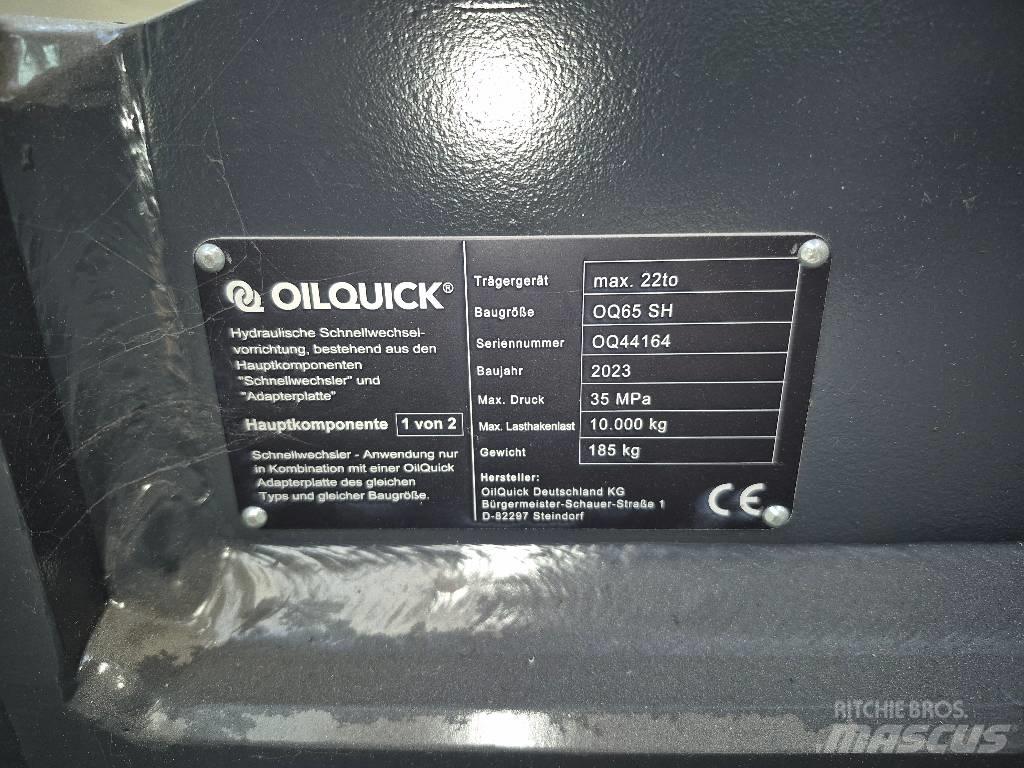 OILQUICK®
Hydraulische Schnellwechsel-
vorrichtung, bestehend aus den
Hauptkomponenten
"Schnellwechsler" und
"Adapterplatte"
Hauptkomponente 1 von 2
Schnellwechsler - Anwendung nur
in Kombination mit einer OilQuick
Adapterplatte des gleichen
Typs und gleicher Baugröße.
Trägergerät max. 22to
Baugröße OQ65 SH
Seriennummer OQ44164
Baujahr 2023
Max. Druck 35 MPa
Max. Lasthakenlast 10.000 kg
Gewicht 185 kg
Hersteller:
OilQuick Deutschland KG
Bürgermeister-Schauer-Straße 1
D-82297 Steindorf
CE
RITCHIE BROS.
MASCUS